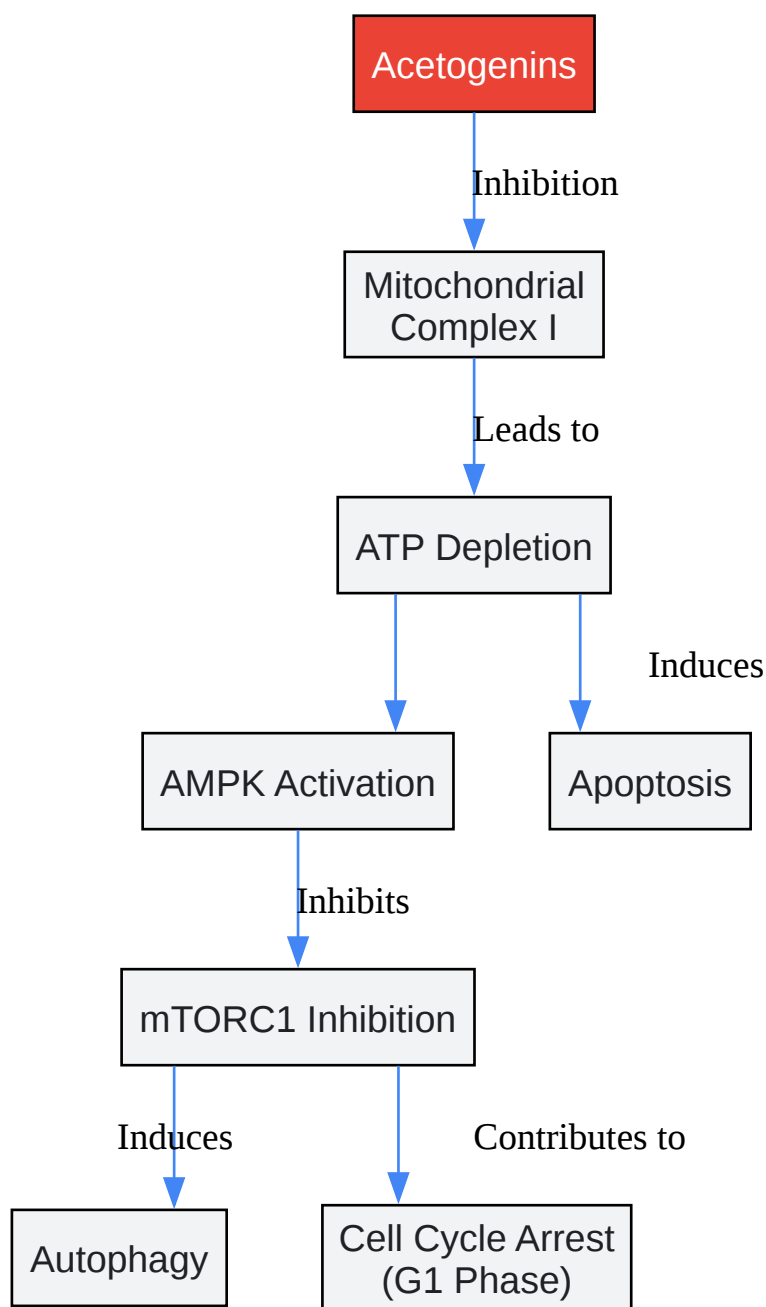 Acetogenins
Inhibition
Mitochondrial
Complex I
Leads to
ATP Depletion
Induces
AMPK Activation
Apoptosis
Inhibits
mTORC1 Inhibition
Induces
Contributes to
Autophagy
Cell Cycle Arrest
(G1 Phase)